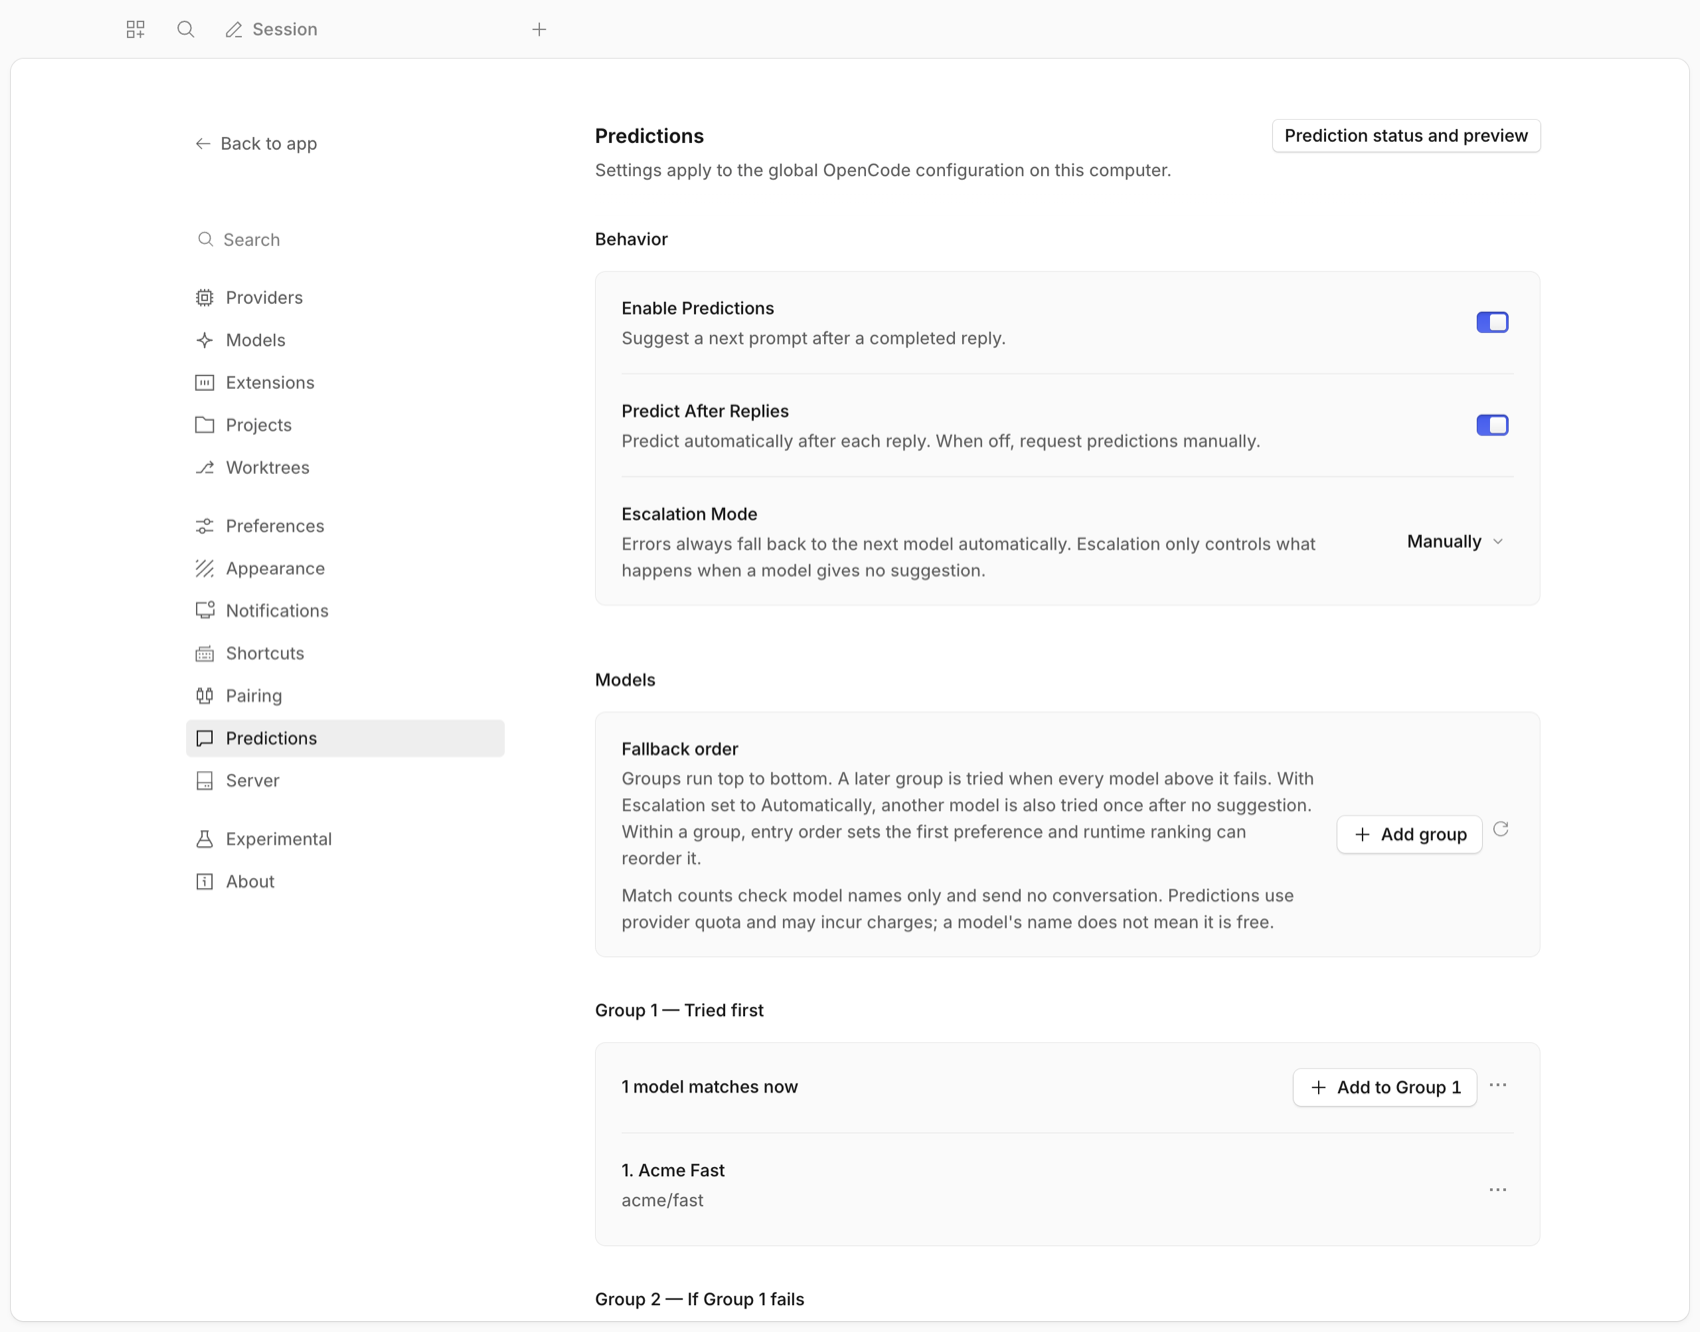 Session
Back to app
Search
Providers
Models
Extensions
Projects
Worktrees
Preferences
Appearance
Notifications
Shortcuts
Pairing
Predictions
Server
Experimental
About
Predictions
Prediction status and preview
Settings apply to the global OpenCode configuration on this computer.
Behavior
Enable Predictions
Suggest a next prompt after a completed reply.
Predict After Replies
Predict automatically after each reply. When off, request predictions manually.
Escalation Mode
Errors always fall back to the next model automatically. Escalation only controls what
happens when a model gives no suggestion.
Manually
Models
Fallback order
Groups run top to bottom. A later group is tried when every model above it fails. With
Escalation set to Automatically, another model is also tried once after no suggestion.
Within a group, entry order sets the first preference and runtime ranking can
reorder it.
Match counts check model names only and send no conversation. Predictions use
provider quota and may incur charges; a model's name does not mean it is free.
Add group
Group 1 — Tried first
1 model matches now
Add to Group 1
1. Acme Fast
acme/fast
Group 2 — If Group 1 fails